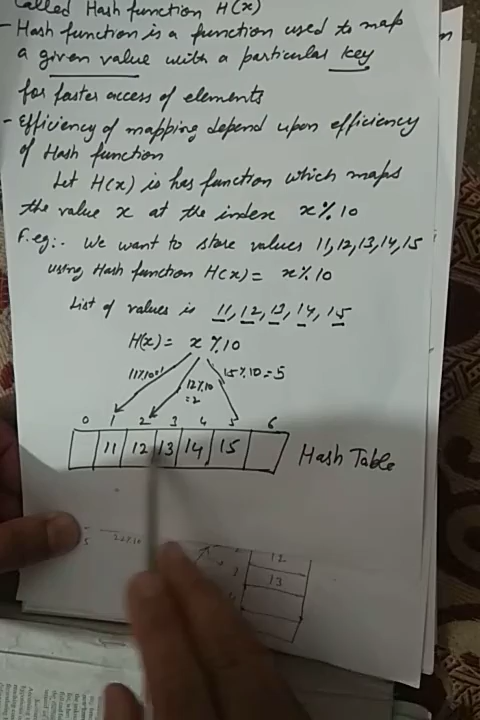 called Hash function H(x)
- Hash function is a function used to map
a given value with a particular key
for faster access of elements
- Efficiency of mapping depend upon efficiency
of Hash function
Let H(x) is has function which maps
the value x at the index x%10
F.eg:- We want to store values 11,12,13,14,15
using Hash function H(x) = x%10
List of values is 11, 12, 13, 14, 15
H(x) = x%10
11%10=1 12%10 15%10=5
=2
0 1 2 3 4 5 6
11 12 13 14 15 Hash Table
12
13